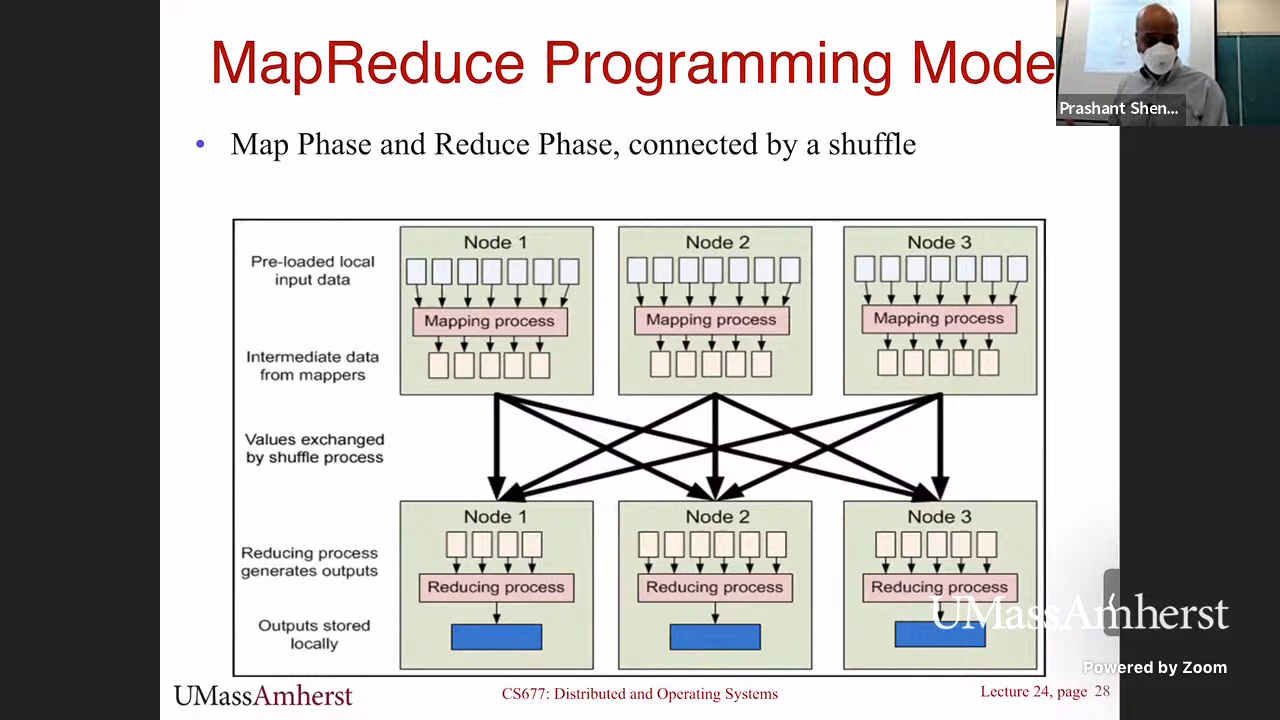 MapReduce Programming Mode
Prashant Shen...
• Map Phase and Reduce Phase, connected by a shuffle
Node 1
Node 2
Node 3
Pre-loaded local
input data
Mapping process
Mapping process
Mapping process
Intermediate data
from mappers
Values exchanged
by shuffle process
Node 1
Node 2
Node 3
Reducing process
generates outputs
Reducing process
Reducing process
Reducing process
Outputs stored
locally
UMassAmherst
Powered by Zoom
UMassAmherst
CS677: Distributed and Operating Systems
Lecture 24, page 28